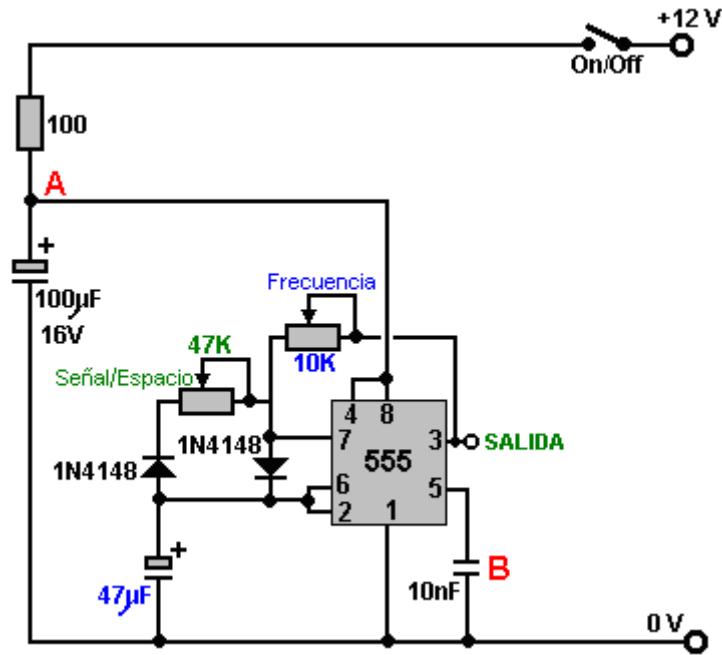 +12 V
On/Off
100
A
+
100µF
16V
Frecuencia
10K
47K
Señal/Espacio
1N4148
1N4148
4 8
7
3
SALIDA
555
6
5
2
1
+
47µF
10nF
B
0 V